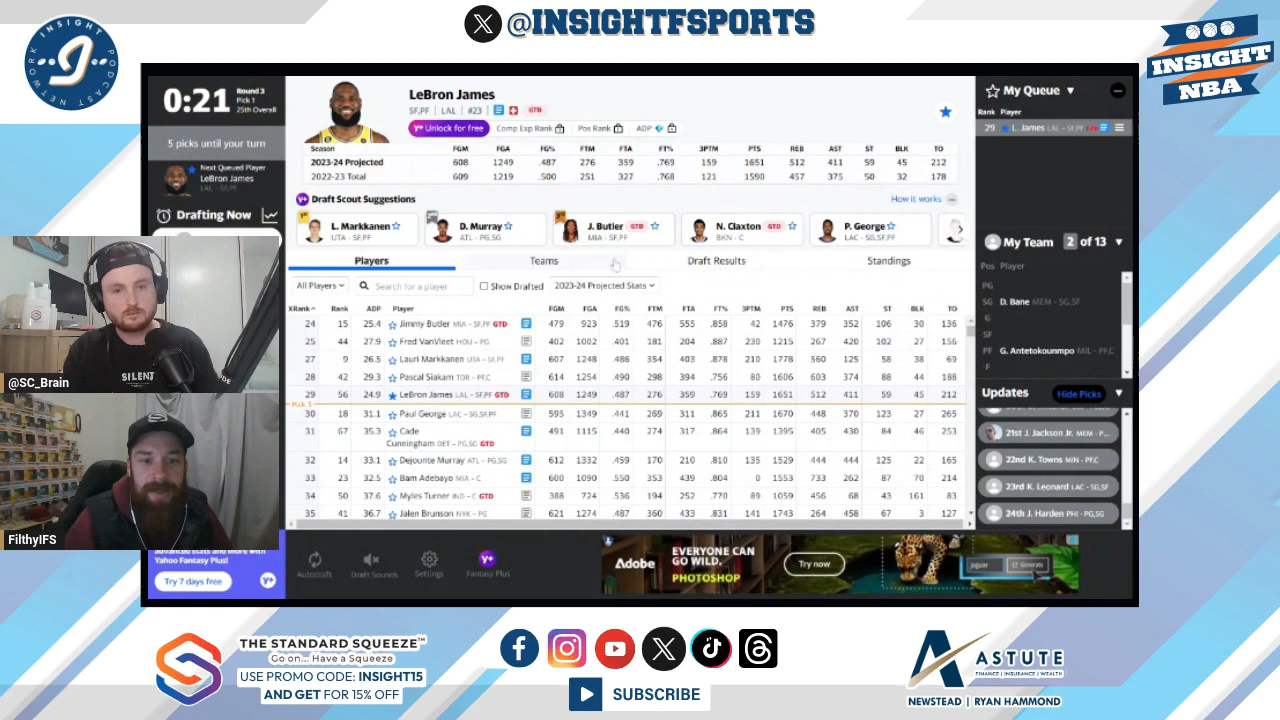 @INSIGHTFSPORTS
INSIGHT
PODCAST NETWORK
INSIGHT
NBA
0:21
Round 3
Pick 1
25th Overall
5 picks until your turn
Next Queued Player
LeBron James
LAL - SF,PF
Drafting Now
LeBron James
SF,PF | LAL | #23 GTD
Y+ Unlock for free Comp Exp Rank Pos Rank ADP
Season FGM FGA FG% FTM FTA FT% 3PTM PTS REB AST ST BLK TO
2023-24 Projected 608 1249 .487 276 359 .769 159 1651 512 411 59 45 212
2022-23 Total 609 1219 .500 251 327 .768 121 1590 457 375 50 32 178
Y+ Draft Scout Suggestions How it works
1st L. Markkanen
UTA - SF,PF
D. Murray
ATL - PG,SG
J. Butler GTD
MIA - SF,PF
N. Claxton GTD
BKN - C
P. George
LAC - SG,SF,PF
Players Teams Draft Results Standings
All Players Search for a player Show Drafted 2023-24 Projected Stats
XRank Rank ADP Player FGM FGA FG% FTM FTA FT% 3PTM PTS REB AST ST BLK TO
24 15 25.4 Jimmy Butler MIA - SF,PF GTD 479 923 .519 476 555 .858 42 1476 379 352 106 30 136
25 44 27.9 Fred VanVleet HOU - PG 402 1002 .401 181 204 .887 230 1215 267 420 102 27 156
27 9 26.5 Lauri Markkanen UTA - SF,PF 607 1248 .486 354 403 .878 210 1778 560 125 58 38 69
28 42 29.3 Pascal Siakam TOR - PF,C 614 1254 .490 298 394 .756 80 1606 603 374 88 44 188
29 56 24.9 LeBron James LAL - SF,PF GTD 608 1249 .487 276 359 .769 159 1651 512 411 59 45 212
30 18 31.1 Paul George LAC - SG,SF,PF 595 1349 .441 269 311 .865 211 1670 448 370 123 27 265
31 67 35.3 Cade
Cunningham DET - PG,SG GTD 491 1115 .440 274 317 .864 139 1395 405 430 84 46 253
32 14 33.1 Dejounte Murray ATL - PG,SG 612 1332 .459 170 210 .810 135 1529 444 444 125 22 165
33 23 32.5 Bam Adebayo MIA - C 600 1090 .550 353 439 .804 0 1553 733 262 87 70 214
34 50 37.6 Myles Turner IND - C GTD 388 724 .536 194 252 .770 89 1059 456 68 43 161 83
35 41 36.7 Jalen Brunson NYK - PG 621 1274 .487 360 433 .831 141 1743 264 458 67 3 127
My Queue
Rank Player
29 L. James LAL - SF,PF GTD
My Team 2 of 13
Pos Player
PG
SG D. Bane MEM - SG,SF
G
SF
PF G. Antetokounmpo MIL - PF,C
F
Updates Hide Picks
21st J. Jackson Jr. MEM - P...
22nd K. Towns MIN - PF,C
23rd K. Leonard LAC - SG,SF
24th J. Harden PHI - PG,SG
SILENT
@SC_Brain
FilthyIFS
advanced stats and more with
Yahoo Fantasy Plus!
Try 7 days free
Autodraft Draft Sounds Settings Fantasy Plus
Adobe
EVERYONE CAN
GO WILD.
PHOTOSHOP
Try now
jaguar
Generate
THE STANDARD SQUEEZE™
Go on... Have a Squeeze
USE PROMO CODE: INSIGHT15
AND GET FOR 15% OFF
SUBSCRIBE
ASTUTE
FINANCE | INSURANCE | WEALTH
NEWSTEAD | RYAN HAMMOND